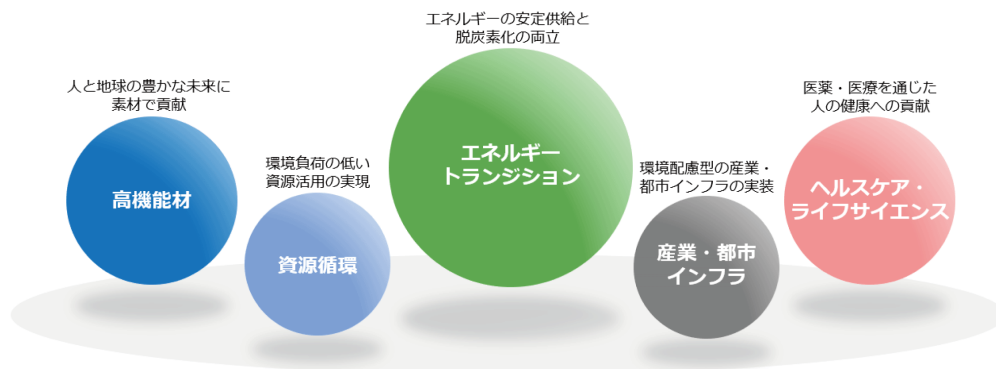 エネルギーの安定供給と
脱炭素化の両立
エネルギー
トランジション
人と地球の豊かな未来に
素材で貢献
高機能材
環境負荷の低い
資源活用の実現
資源循環
環境配慮型の産業・
都市インフラの実装
産業・都市
インフラ
医薬・医療を通じた
人の健康への貢献
ヘルスケア・
ライフサイエンス